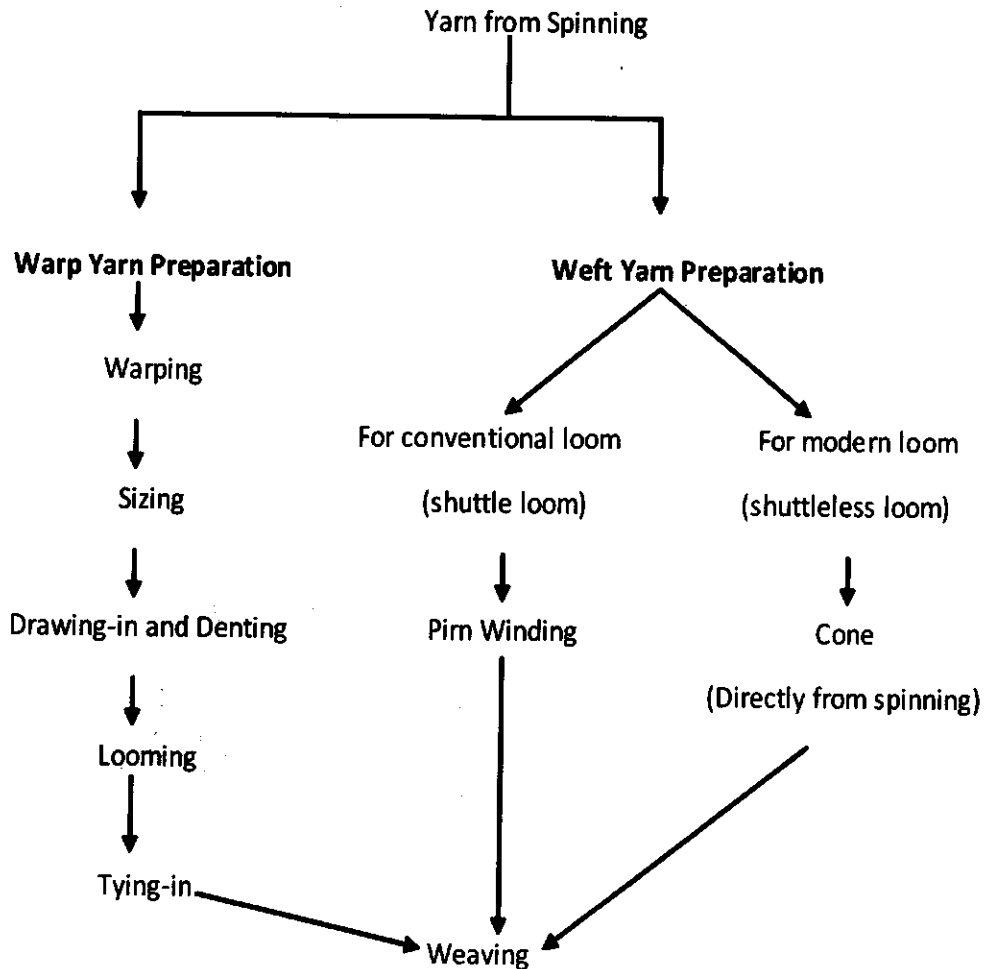 Yarn from Spinning
Warp Yarn Preparation
Weft Yarn Preparation
Warping
For conventional loom
(shuttle loom)
For modern loom
(shuttleless loom)
Sizing
Drawing-in and Denting
Pirn Winding
Cone
(Directly from spinning)
Looming
Tying-in
Weaving